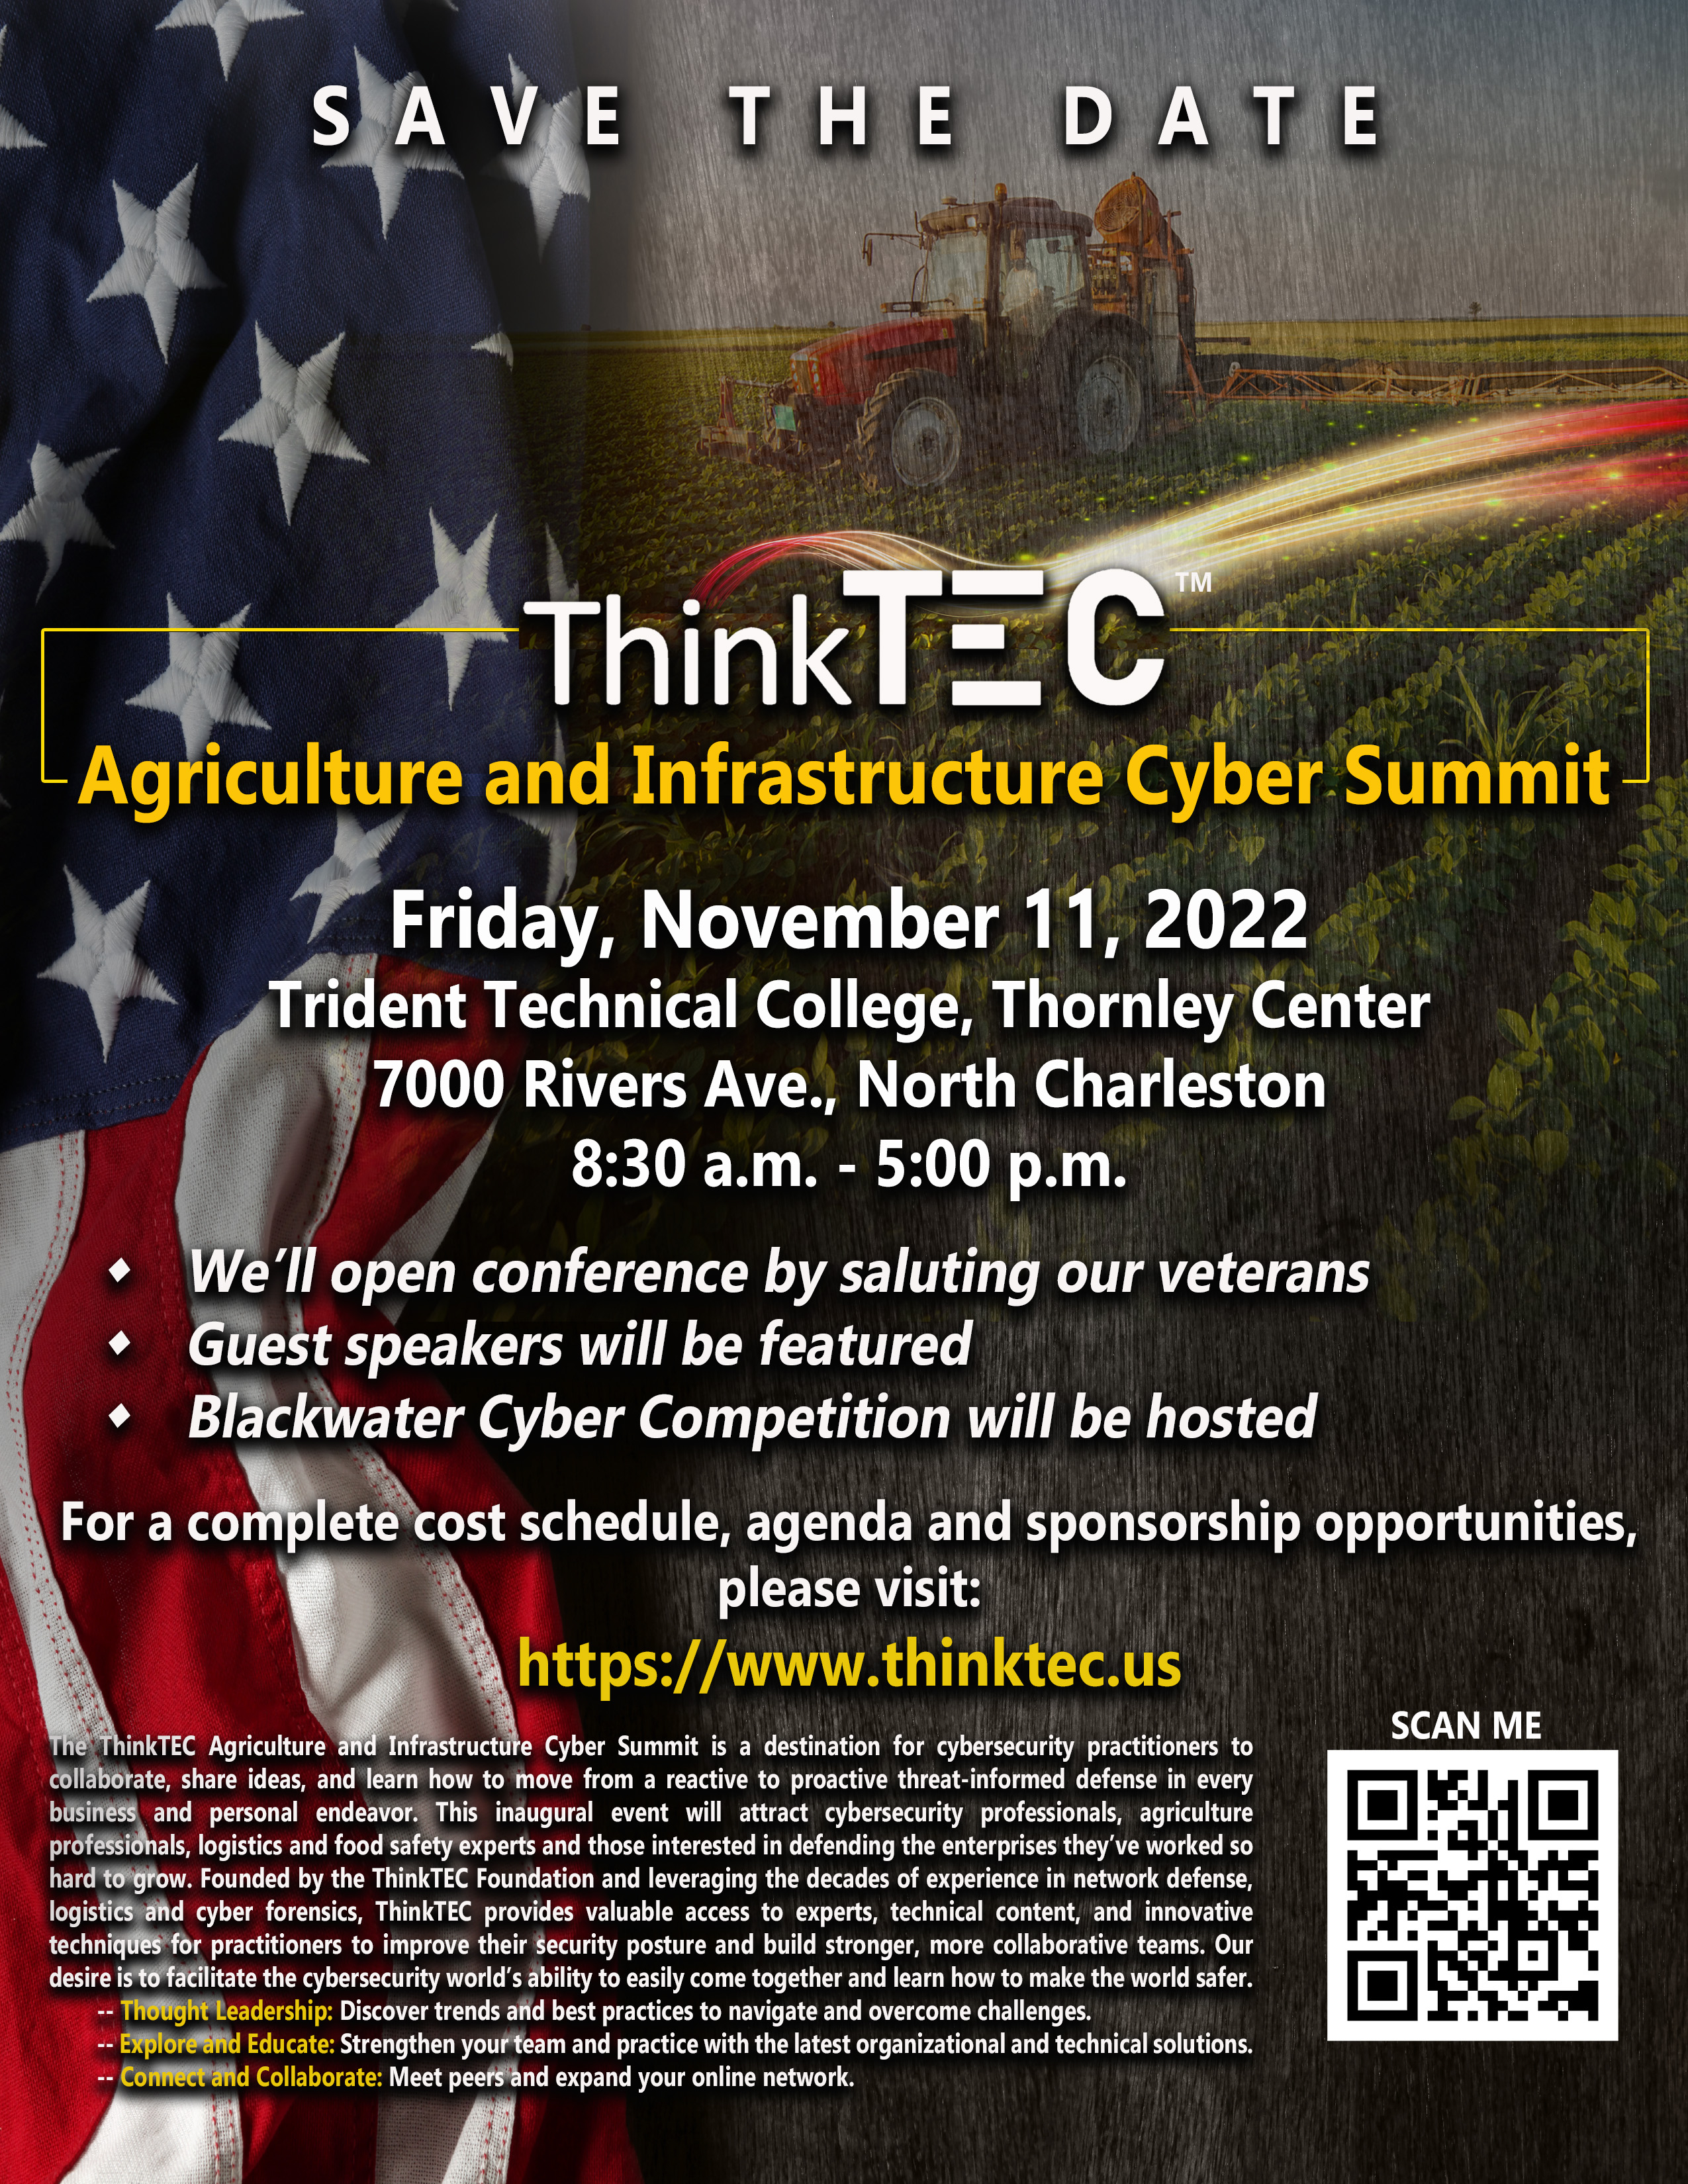 SAVE THE DATE
ThinkTEC™
Agriculture and Infrastructure Cyber Summit
Friday, November 11, 2022
Trident Technical College, Thornley Center
7000 Rivers Ave., North Charleston
8:30 a.m. - 5:00 p.m.
⬥ We’ll open conference by saluting our veterans
⬥ Guest speakers will be featured
⬥ Blackwater Cyber Competition will be hosted
For a complete cost schedule, agenda and sponsorship opportunities,
please visit:
https://www.thinktec.us
The ThinkTEC Agriculture and Infrastructure Cyber Summit is a destination for cybersecurity practitioners to
collaborate, share ideas, and learn how to move from a reactive to proactive threat-informed defense in every
business and personal endeavor. This inaugural event will attract cybersecurity professionals, agriculture
professionals, logistics and food safety experts and those interested in defending the enterprises they’ve worked so
hard to grow. Founded by the ThinkTEC Foundation and leveraging the decades of experience in network defense,
logistics and cyber forensics, ThinkTEC provides valuable access to experts, technical content, and innovative
techniques for practitioners to improve their security posture and build stronger, more collaborative teams. Our
desire is to facilitate the cybersecurity world’s ability to easily come together and learn how to make the world safer.
-- Thought Leadership: Discover trends and best practices to navigate and overcome challenges.
-- Explore and Educate: Strengthen your team and practice with the latest organizational and technical solutions.
-- Connect and Collaborate: Meet peers and expand your online network.
SCAN ME